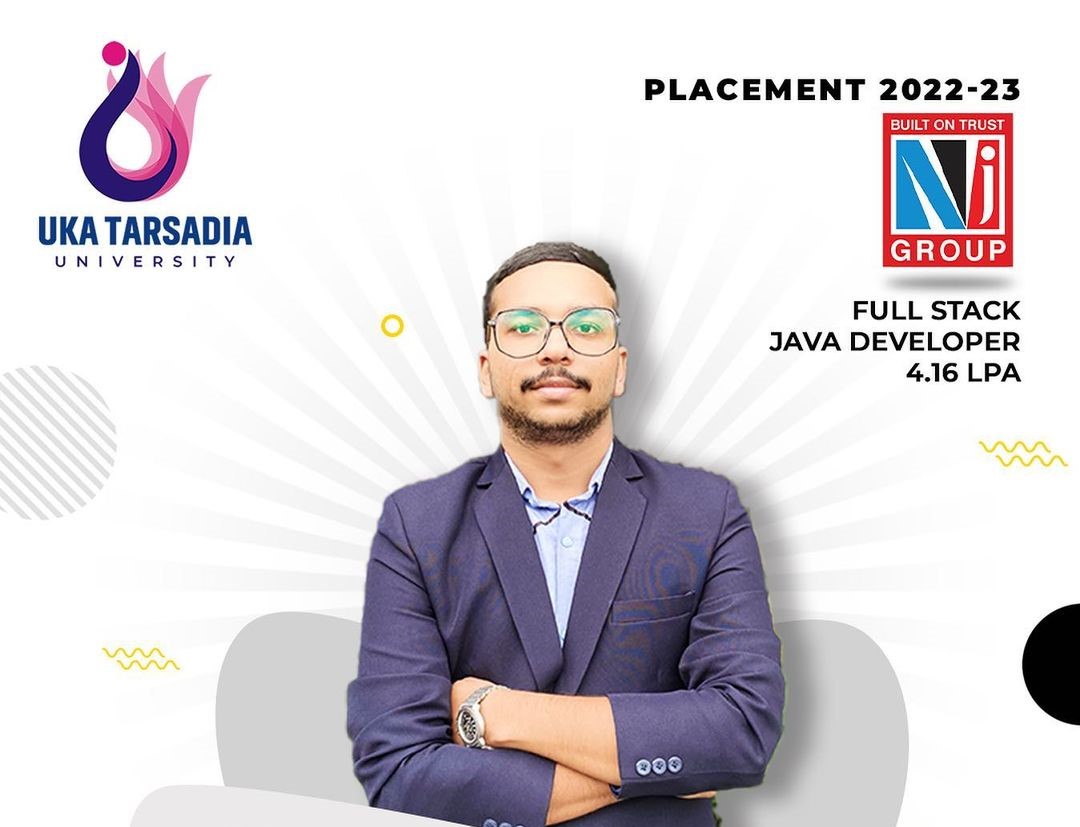 UKA TARSADIA
UNIVERSITY
PLACEMENT 2022-23
BUILT ON TRUST
Nj
GROUP
FULL STACK
JAVA DEVELOPER
4.16 LPA